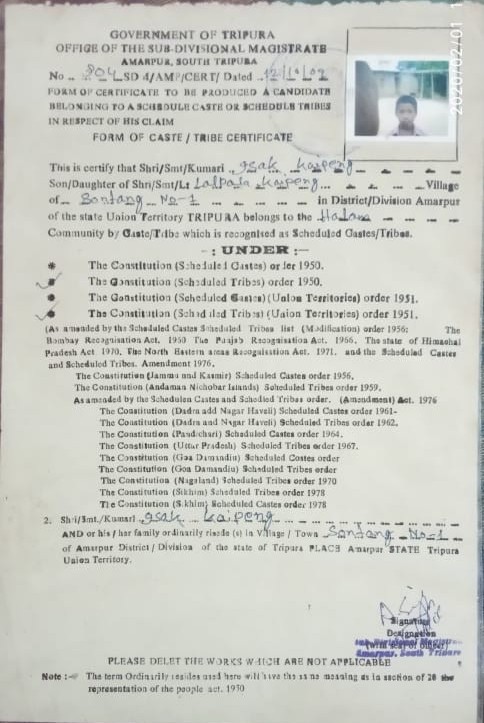 GOVERNMENT OF TRIPURA
OFFICE OF THE SUB-DIVISIONAL MAGISTRATE
AMARPUR, SOUTH TRIPURA
No .. 804 SD 4/AMP/CERT/ Dated
FORM OF CERTIFICATE TO BE PRODUCED A CANDIDATE
BELONGING TO A SCHEDULE CASTE OR SCHEDULE TRIBES
IN RESPECT OF HIS CLAIM
FORM OF CASTE / TRIBE CERTIFICATE
2020/02/01 1
This is certify that Shri/Smt/Kumari Isak Kaipeng
Son/Daughter of Shri/Smt/Lt Kaipeng Village
of Sontang No-1 in District/Division Amarpur
of the state Union Territory TRIPURA belongs to the Halam
Community by Caste/Tribe which is recognised as Scheduled Castes/Tribes.
-: UNDER :-
* The Constitution (Scheduled Castes) or ler 1950.
The Constitution (Scheduled Tribes) order 1950.
The Constitution (Scheduled Castes) (Union Territories) order 1951.
The Constitution (Scheduled Tribes) (Union Territories) order 1951.
(As amended by the Scheduled Castes Scheduled Tribes list (Modification) order 1956; The
Bombay Recognisation Act. 1960 The Punjab Recognisation Act. 1966. The state of Himachal
Pradesh Act 1970, The North Eastern areas Recognisation Act. 1971. and the Scheduled Castes
and Scheduled Tribes. Amendment 1976.
The Constitution (Jammu and Kasmir) Scheduled Castes order 1956,
The Constitution (Andaman Nichobar Islands) Scheduled Tribes order 1959.
As amended by the Schedulen Castes and Schedled Tribes order. (Amendment) Act. 1976
The Constitution (Dadra add Nagar Haveli) Scheduled Castes order 1961-
The Constitution (Dadra and Nagar Haveli) Scheduled Tribes order 1962.
The Constitution (Pandichari) Scheduled Castes order 1964.
The Constitution (Uttar Pradesh) Scheduled Tribes order 1967.
The Constitution (Goa Damandiu) Scheduled Castes order
The Constitution (Goa Damandiu) Scheduled Tribes order
The Constitution (Nagaland) Scheduled Tribes order 1970
The Constitution (Sikhim) Scheduled Tribes order 1978
The Constitution (Sikhim) Scheduled Castes order 1978
2. Shri/Smt./Kumari Isak Kaipeng
AND or his / her family ordinarily riside (s) in Village / Town Sontang No-1
of Amarpur District / Division of the state of Tripura PLACE Amarpur STATE Tripura
Union Territory.
Signature
Designation
(with seal of office)
Sub-Divisional Magistrate
Amarpur, South Tripura
PLEASE DELET THE WORKS WHICH ARE NOT APPLICABLE
Note :- The term Ordinarily resides used here will have the same meaning as in section of 20 the
representation of the people act. 1970